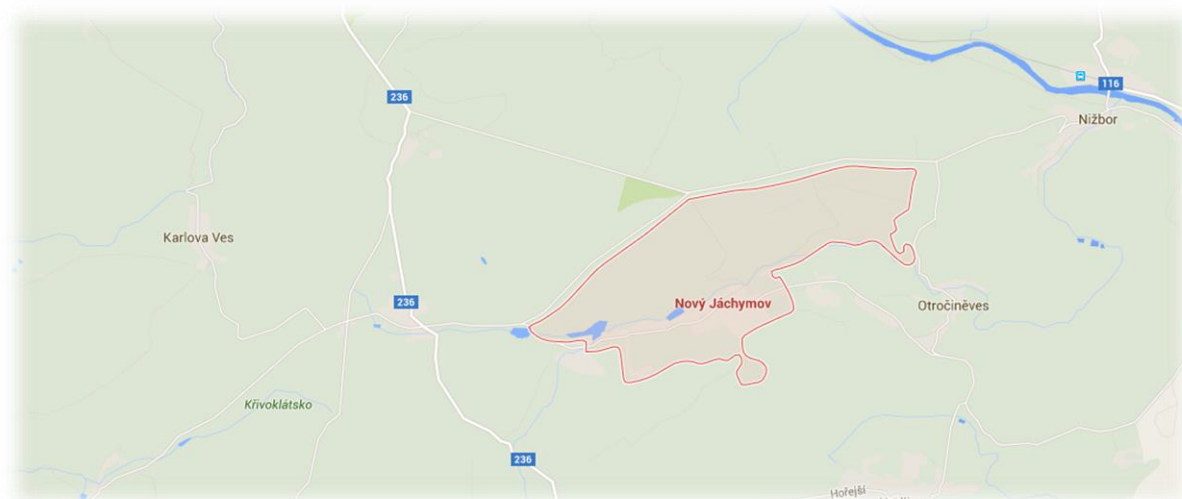 236
116
Nižbor
Karlova Ves
236
Nový Jáchymov
Otročiněves
Křivoklátsko
236
Hořejší